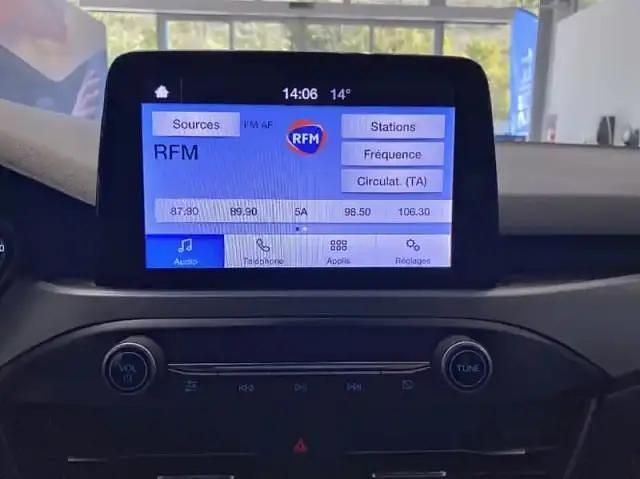 14:06 14°
Sources FM AF RFM Stations
RFM Fréquence
Circulat. (TA)
87.90 89.90 5A 98.50 106.30
Audio Téléphone Applis Réglages
VOL TUNE